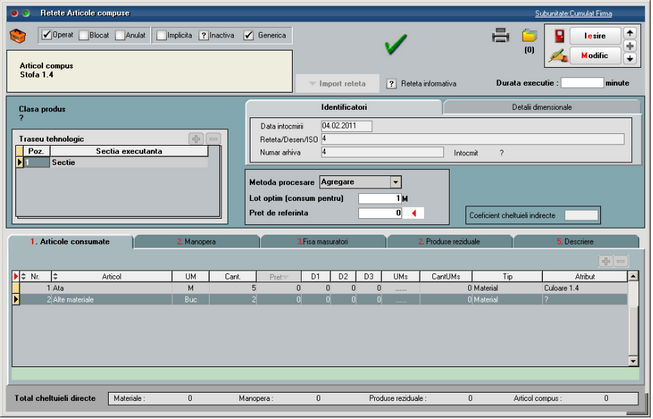 Retete Articole compuse
Subunitate:Cumulat Firma
Operat Blocat Anulat Implicita ? Inactiva Generica
(0)
Iesire
Modific
Articol compus
Stofa 1.4
Import reteta
? Reteta informativa
Durata executie : minute
Clasa produs
?
Traseu tehnologic
Poz. Sectia executanta
1 Sectie
Identificatori Detalii dimensionale
Data intocmirii 04.02.2011
Reteta/Desen/ISO 4
Numar arhiva 4 Intocmit ?
Metoda procesare Agregare
Lot optim (consum pentru) 1 M
Pret de referinta 0
Coeficient cheltuieli indirecte
1. Articole consumate 2. Manopera 3.Fisa masuratori 2. Produse reziduale 5. Descriere
Nr. Articol UM Cant. Pret D1 D2 D3 UMs CantUMs Tip Atribut
1 Ata M 5 0 0 0 0 ...... 0 Material Culoare 1.4
2 Alte materiale Buc 2 0 0 0 0 ...... 0 Material ?
Total cheltuieli directe Materiale : 0 Manopera : 0 Produse reziduale : 0 Articol compus : 0